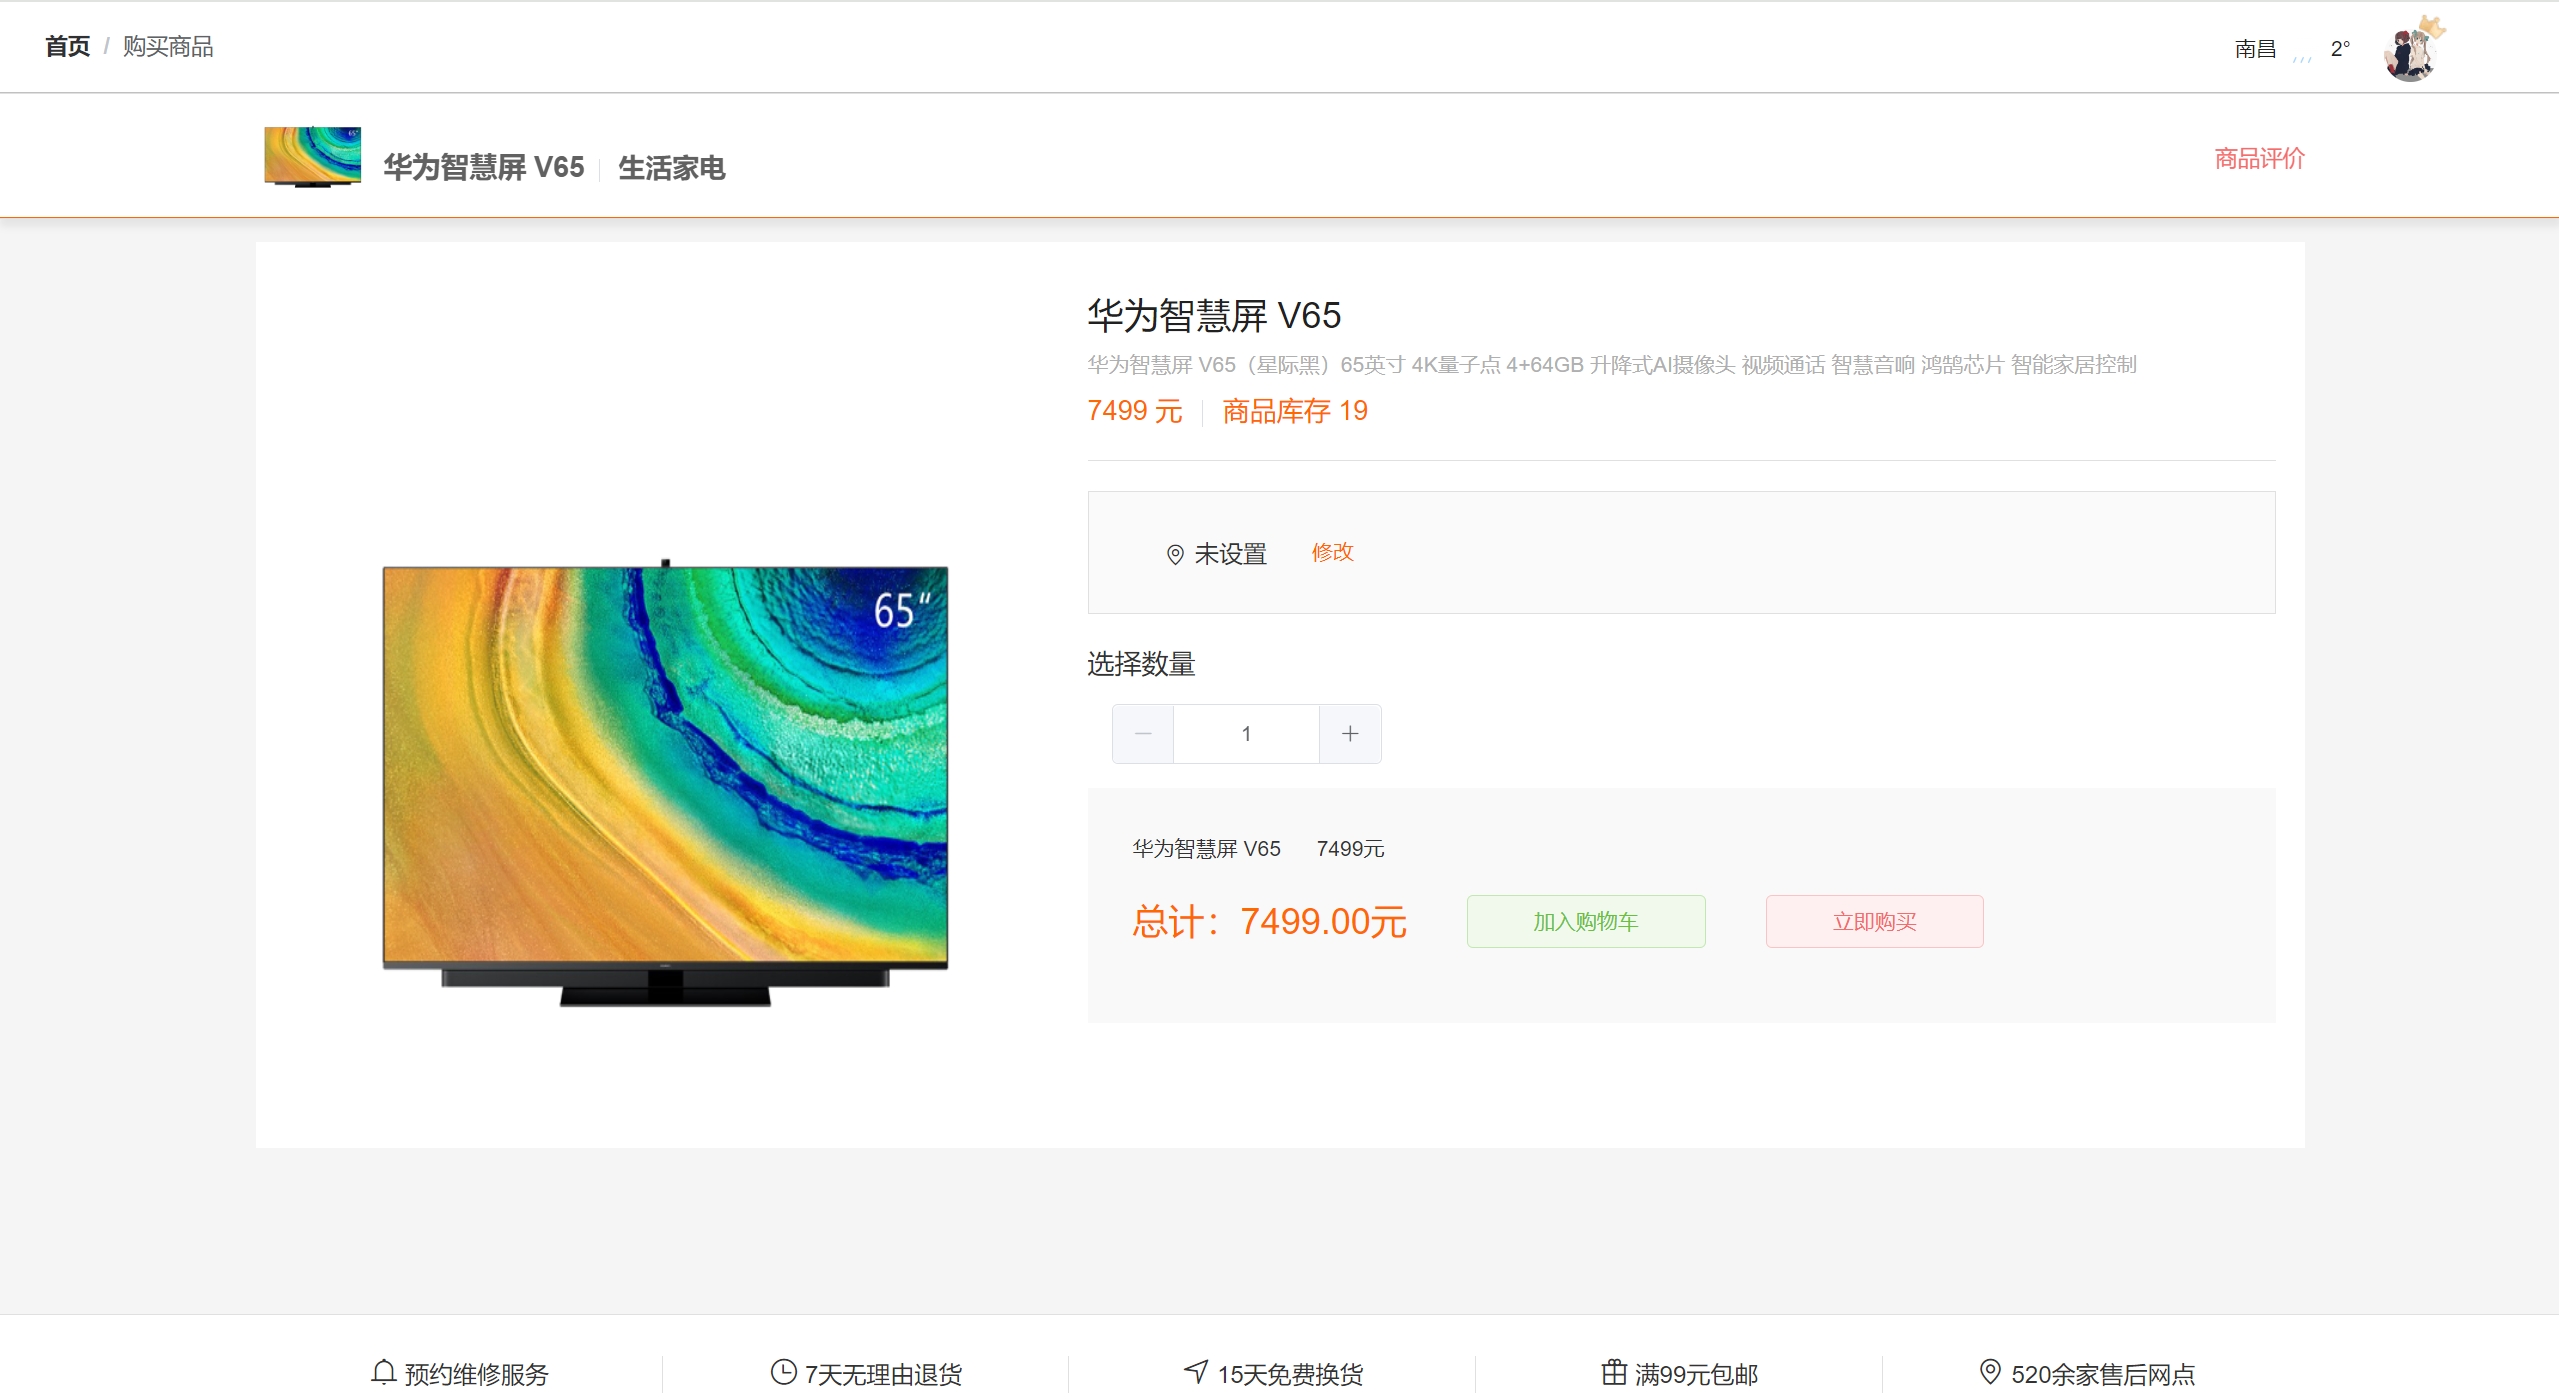 首页 / 购买商品
南昌 2°
华为智慧屏 V65 生活家电
商品评价
65"
华为智慧屏 V65
华为智慧屏 V65（星际黑）65英寸 4K量子点 4+64GB 升降式AI摄像头 视频通话 智慧音响 鸿鹄芯片 智能家居控制
7499 元 商品库存 19
未设置 修改
选择数量
1
华为智慧屏 V65 7499元
总计：7499.00元 加入购物车 立即购买
预约维修服务 7天无理由退货 15天免费换货 满99元包邮 520余家售后网点